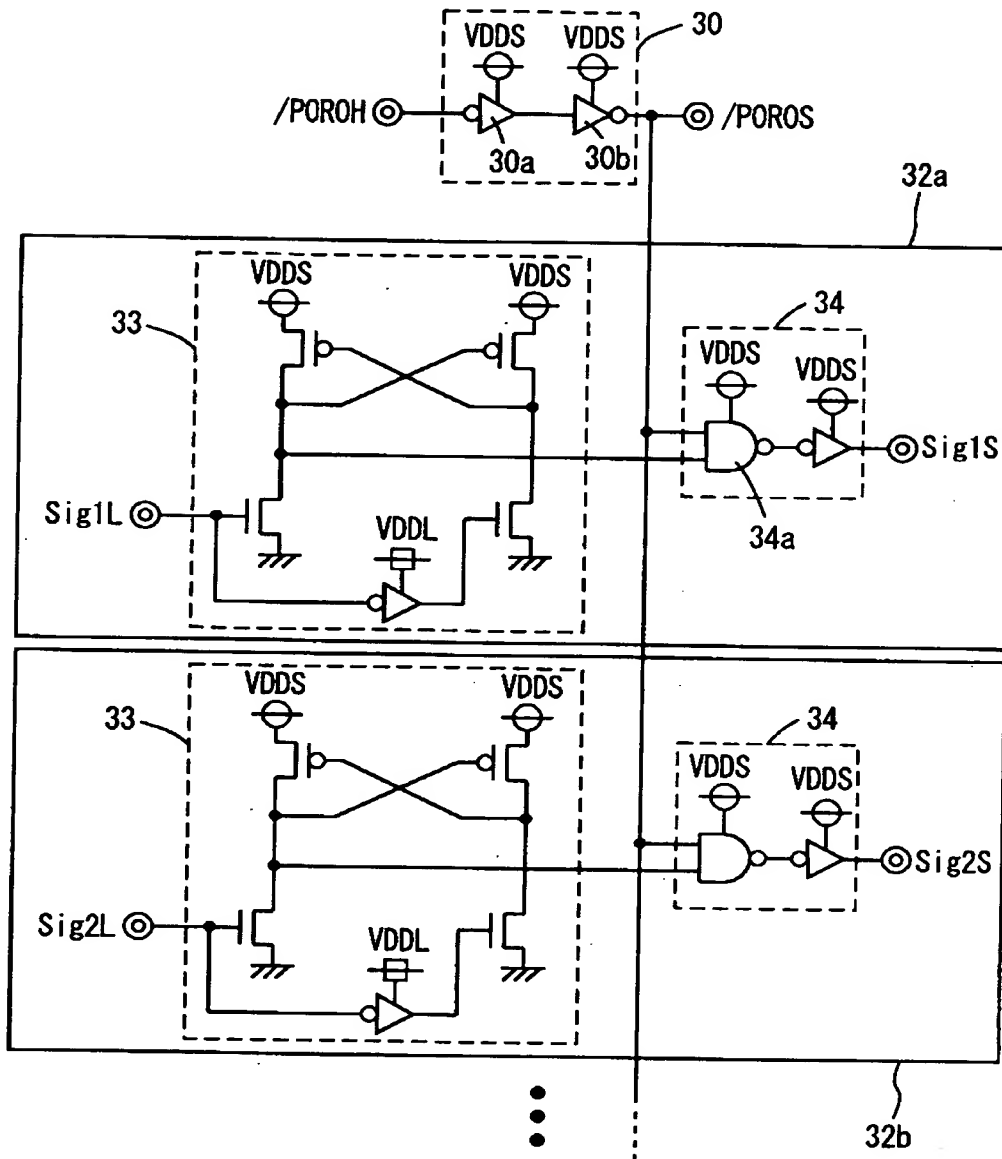 30
VDDS VDDS
/POROH /POROS
30a 30b
32a
VDDS VDDS
33
34
VDDS VDDS
Sig1S
Sig1L
34a
VDDL
VDDS VDDS
33
34
VDDS VDDS
Sig2S
Sig2L
VDDL
32b